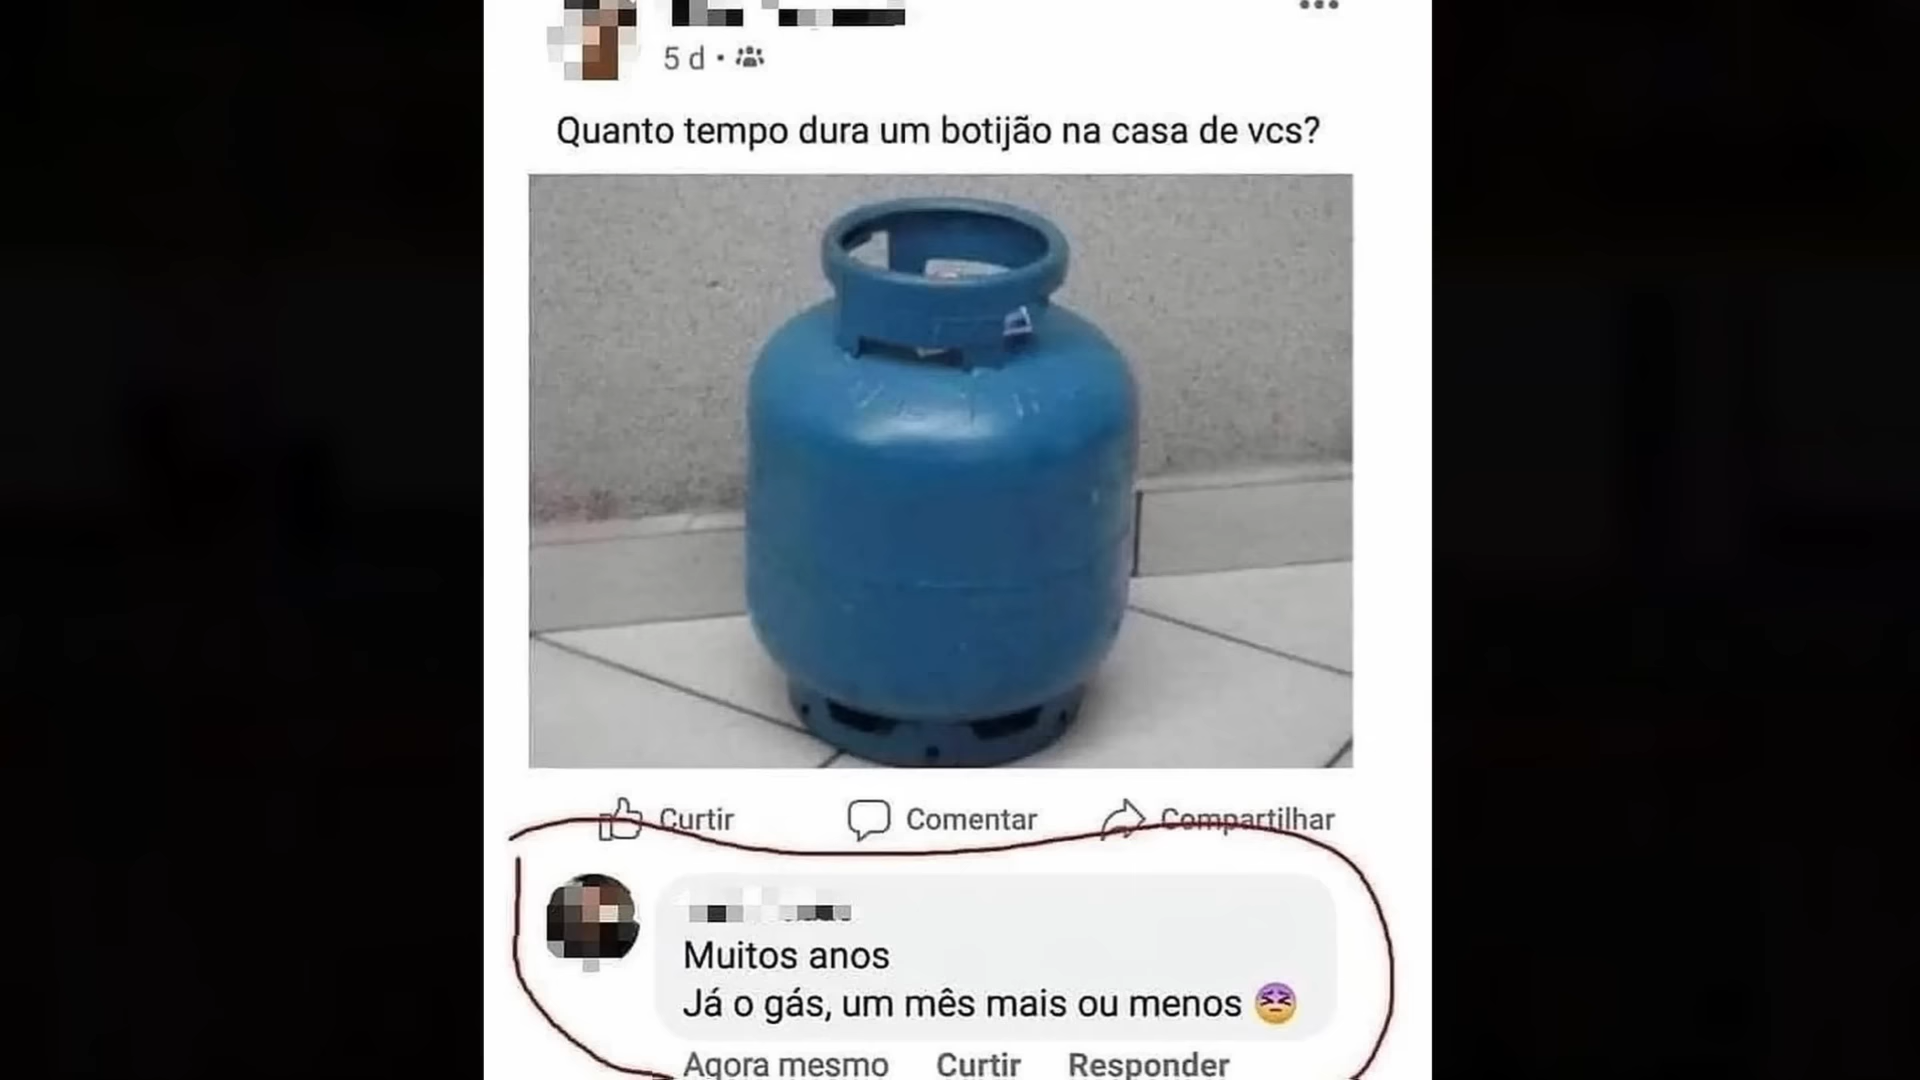 5 d
Quanto tempo dura um botijão na casa de vcs?
Curtir Comentar Compartilhar
Muitos anos
Já o gás, um mês mais ou menos
Agora mesmo Curtir Responder